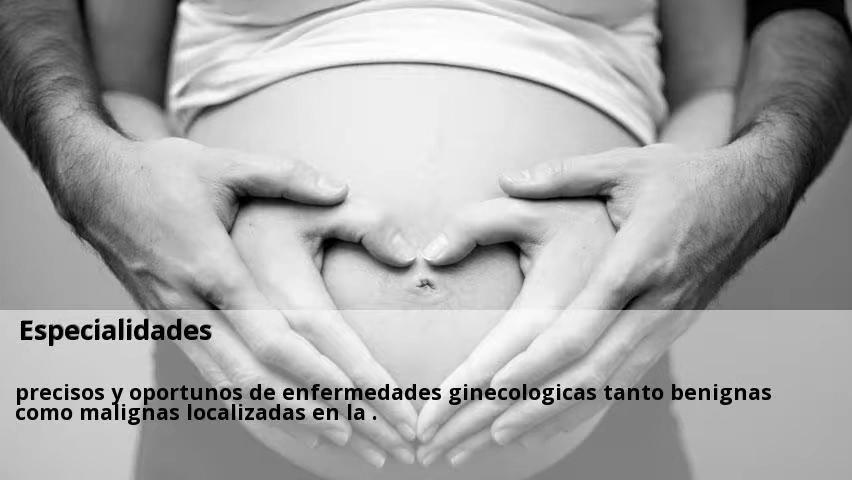 Especialidades
precisos y oportunos de enfermedades ginecologicas tanto benignas
como malignas localizadas en la .